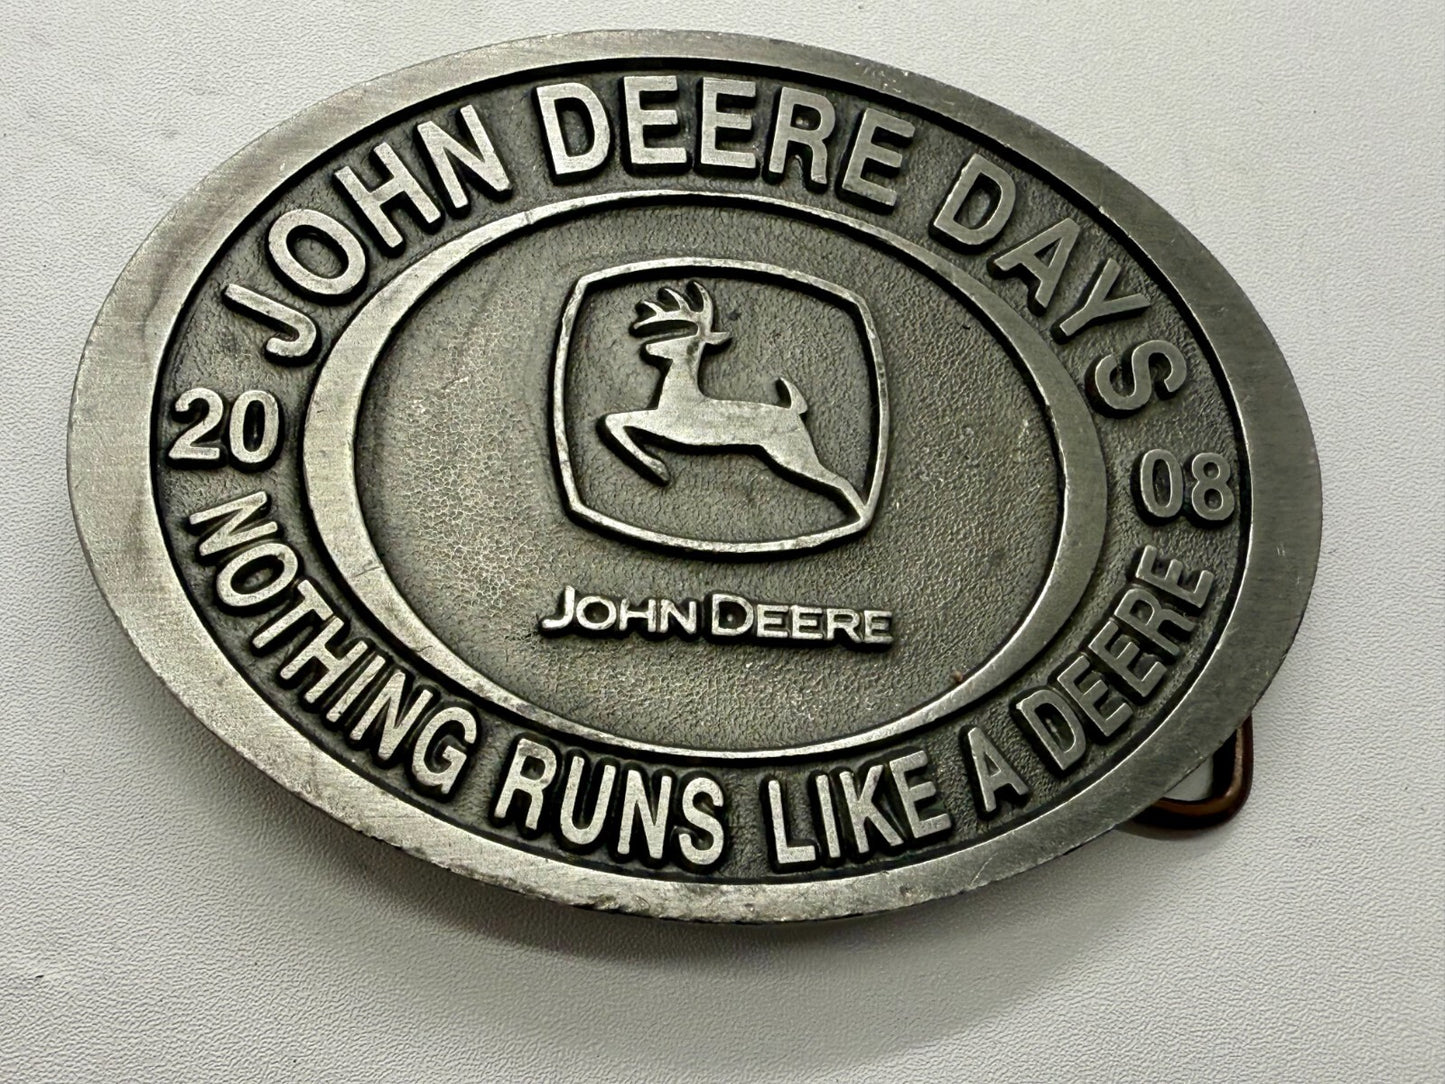 JOHN DEERE DAYS
20 08
JOHN DEERE
NOTHING RUNS LIKE A DEERE